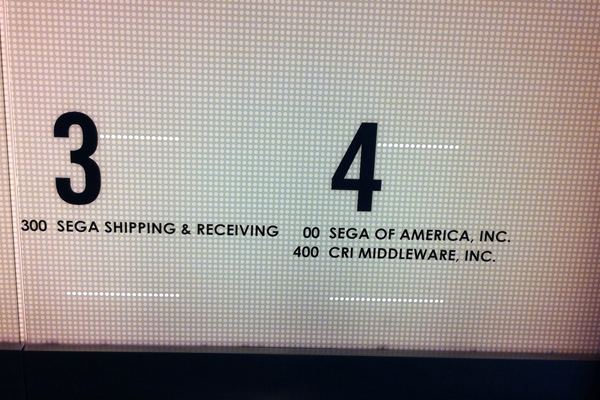 3
300 SEGA SHIPPING & RECEIVING
4
00 SEGA OF AMERICA, INC.
400 CRI MIDDLEWARE, INC.